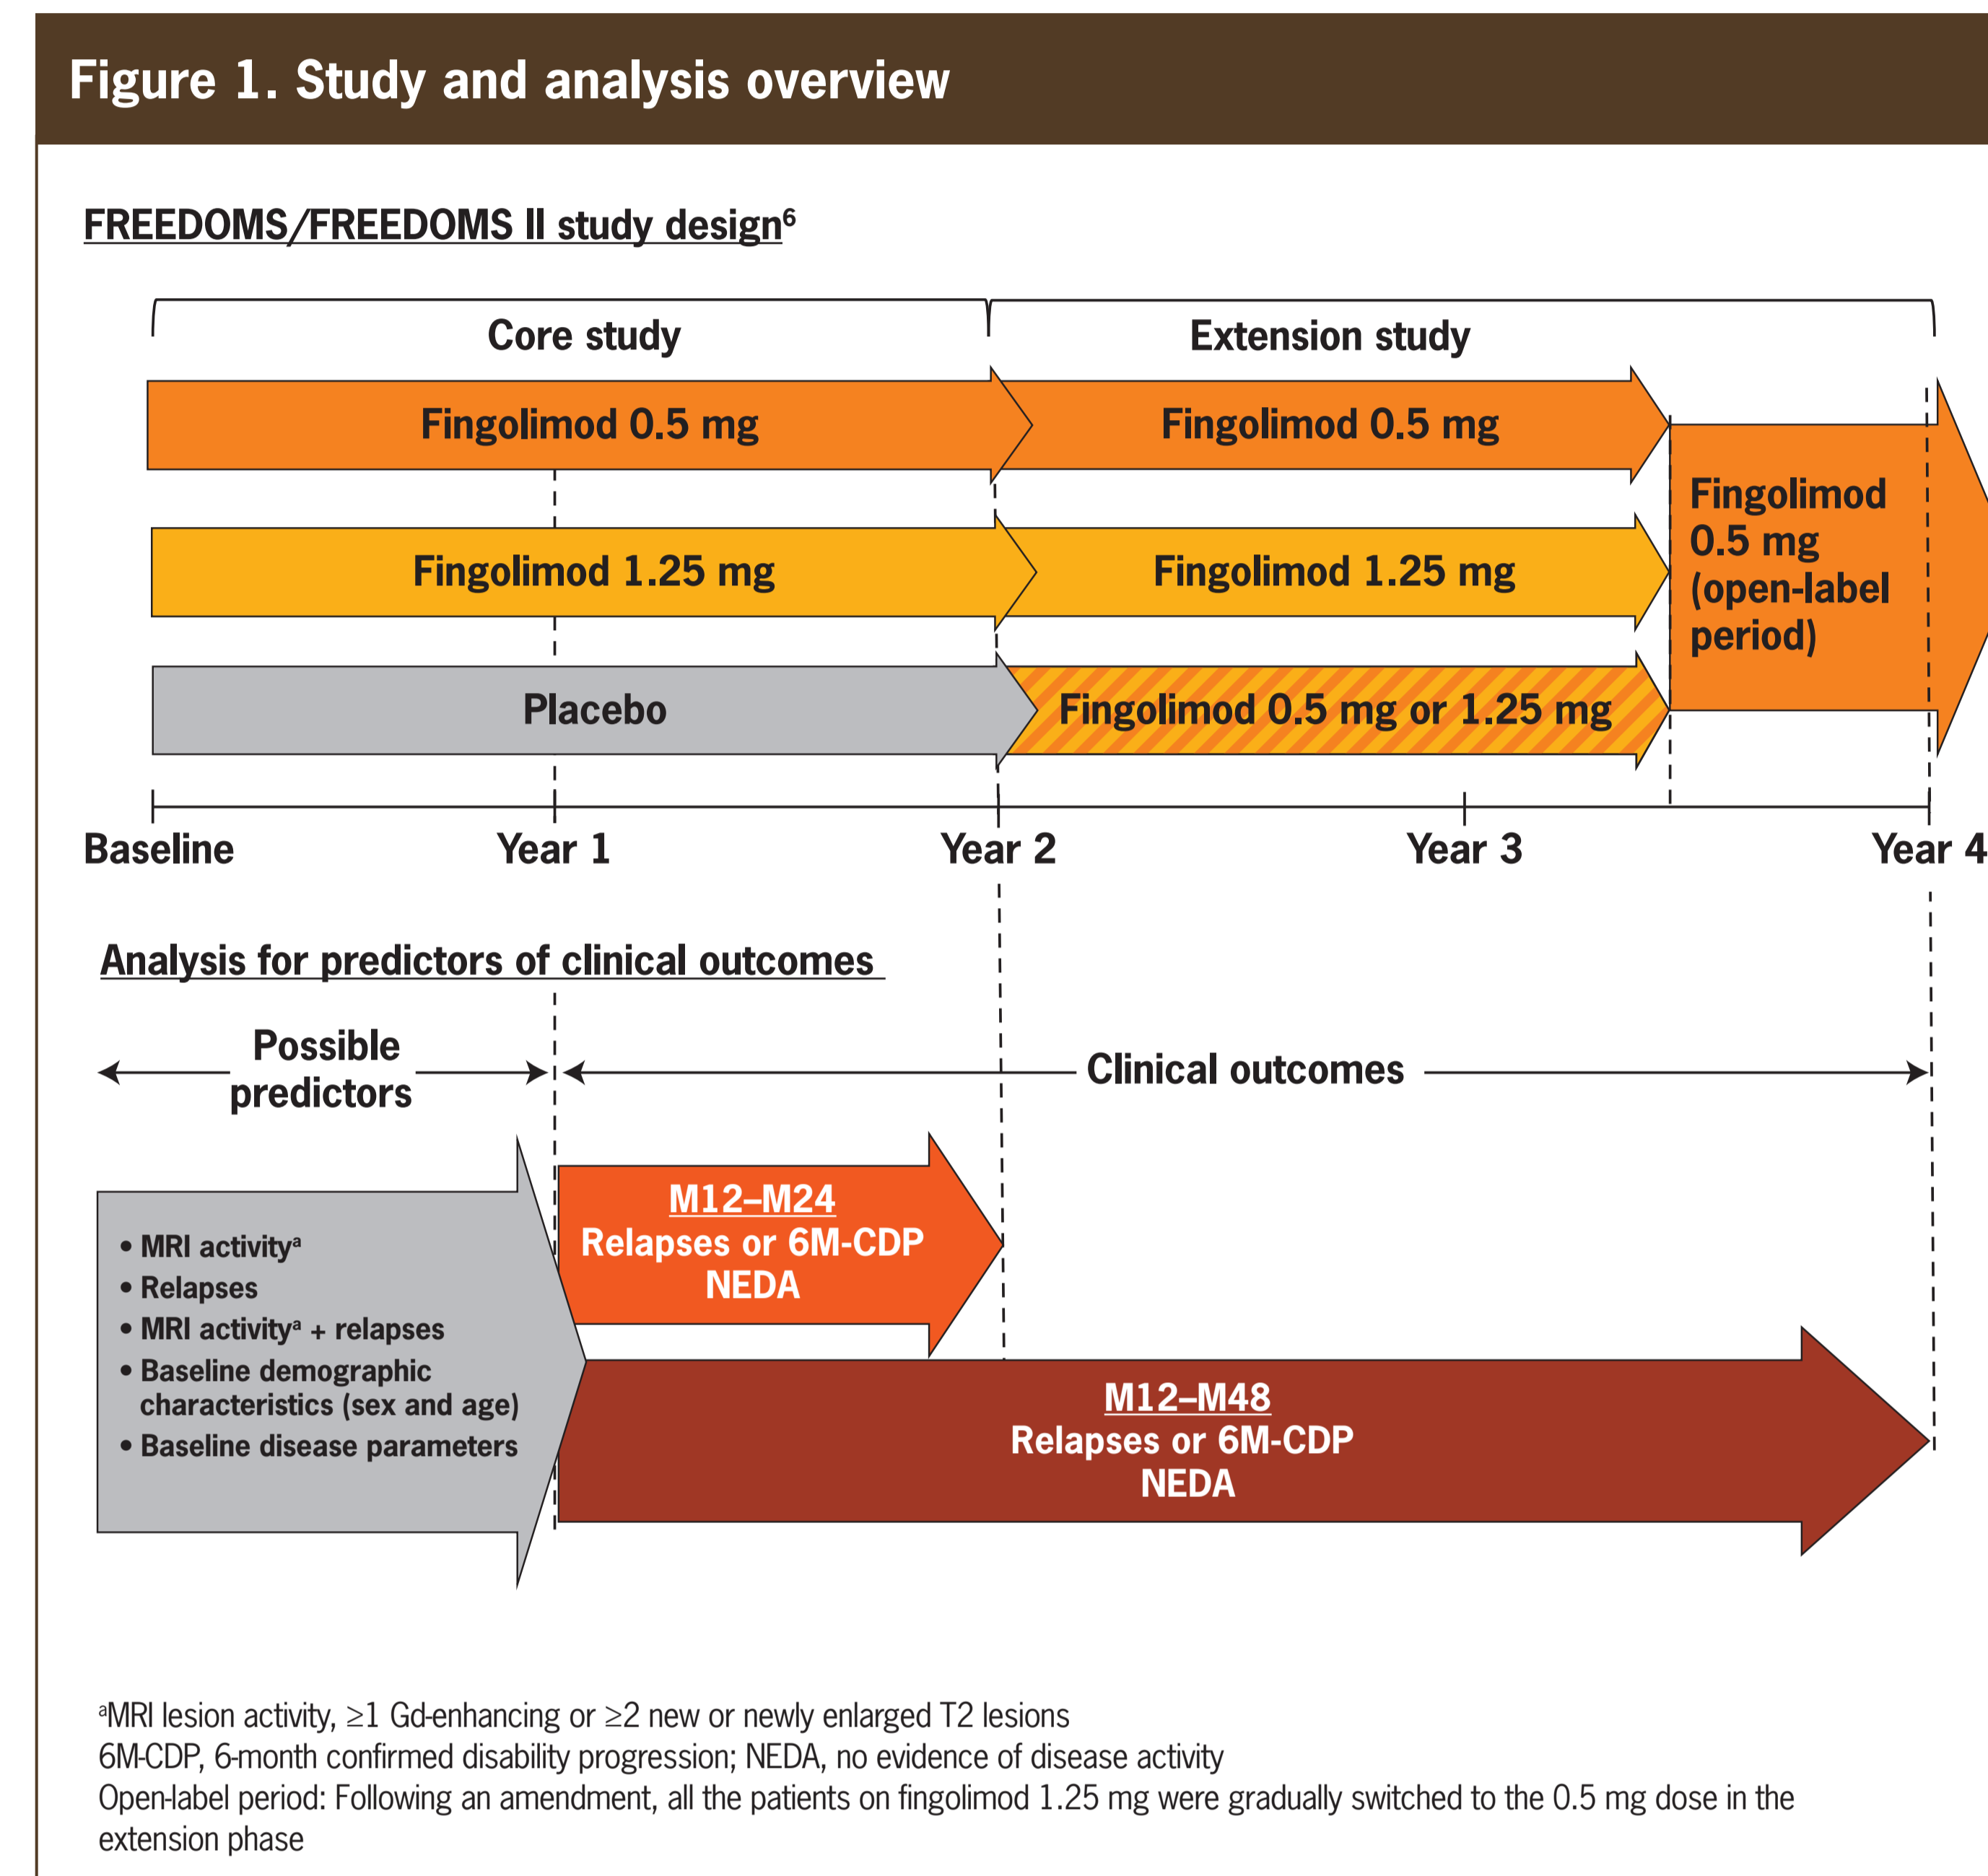 Figure 1. Study and analysis overview
FREEDOMS/FREEDOMS II study design⁶
Core study
Extension study
Fingolimod 0.5 mg
Fingolimod 0.5 mg
Fingolimod 1.25 mg
Fingolimod 1.25 mg
Placebo
Fingolimod 0.5 mg or 1.25 mg
Fingolimod
0.5 mg
(open-label
period)
Baseline
Year 1
Year 2
Year 3
Year 4
Analysis for predictors of clinical outcomes
Possible
predictors
Clinical outcomes
• MRI activityᵃ
• Relapses
• MRI activityᵃ + relapses
• Baseline demographic
characteristics (sex and age)
• Baseline disease parameters
M12–M24
Relapses or 6M-CDP
NEDA
M12–M48
Relapses or 6M-CDP
NEDA
ᵃMRI lesion activity, ≥1 Gd-enhancing or ≥2 new or newly enlarged T2 lesions
6M-CDP, 6-month confirmed disability progression; NEDA, no evidence of disease activity
Open-label period: Following an amendment, all the patients on fingolimod 1.25 mg were gradually switched to the 0.5 mg dose in the
extension phase